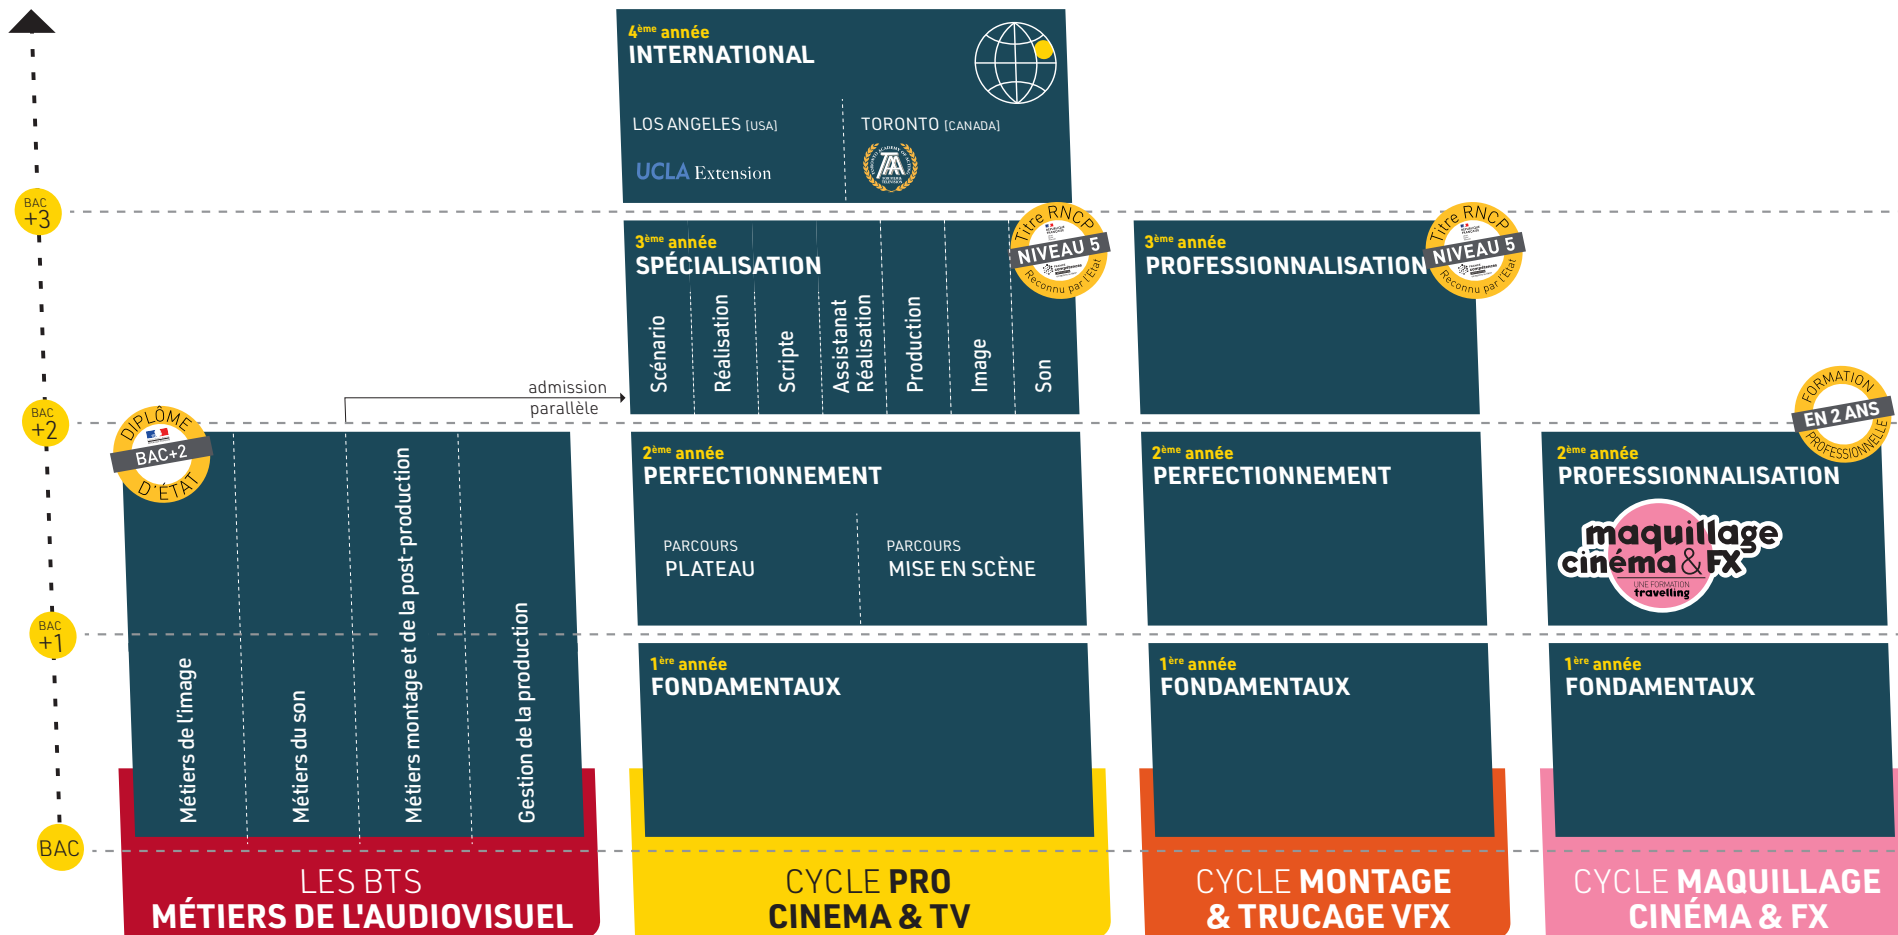 4ème année
INTERNATIONAL
LOS ANGELES [USA]
UCLA Extension
TORONTO [CANADA]
BAC
+3
3ème année
SPÉCIALISATION
Scénario
Réalisation
Scripte
Assistanat
Réalisation
Production
Image
Son
Titre RNCP
NIVEAU 5
Reconnu par l'Etat
3ème année
PROFESSIONNALISATION
Titre RNCP
NIVEAU 5
Reconnu par l'Etat
admission
parallèle
BAC
+2
DIPLÔME
BAC+2
D'ÉTAT
2ème année
PERFECTIONNEMENT
PARCOURS
PLATEAU
PARCOURS
MISE EN SCÈNE
2ème année
PERFECTIONNEMENT
FORMATION
EN 2 ANS
PROFESSIONNELLE
2ème année
PROFESSIONNALISATION
maquillage
cinéma & FX
UNE FORMATION
travelling
BAC
+1
Métiers de l'image
Métiers du son
Métiers montage et de la post-production
Gestion de la production
1ère année
FONDAMENTAUX
1ère année
FONDAMENTAUX
1ère année
FONDAMENTAUX
BAC
LES BTS
MÉTIERS DE L'AUDIOVISUEL
CYCLE PRO
CINEMA & TV
CYCLE MONTAGE
& TRUCAGE VFX
CYCLE MAQUILLAGE
CINÉMA & FX